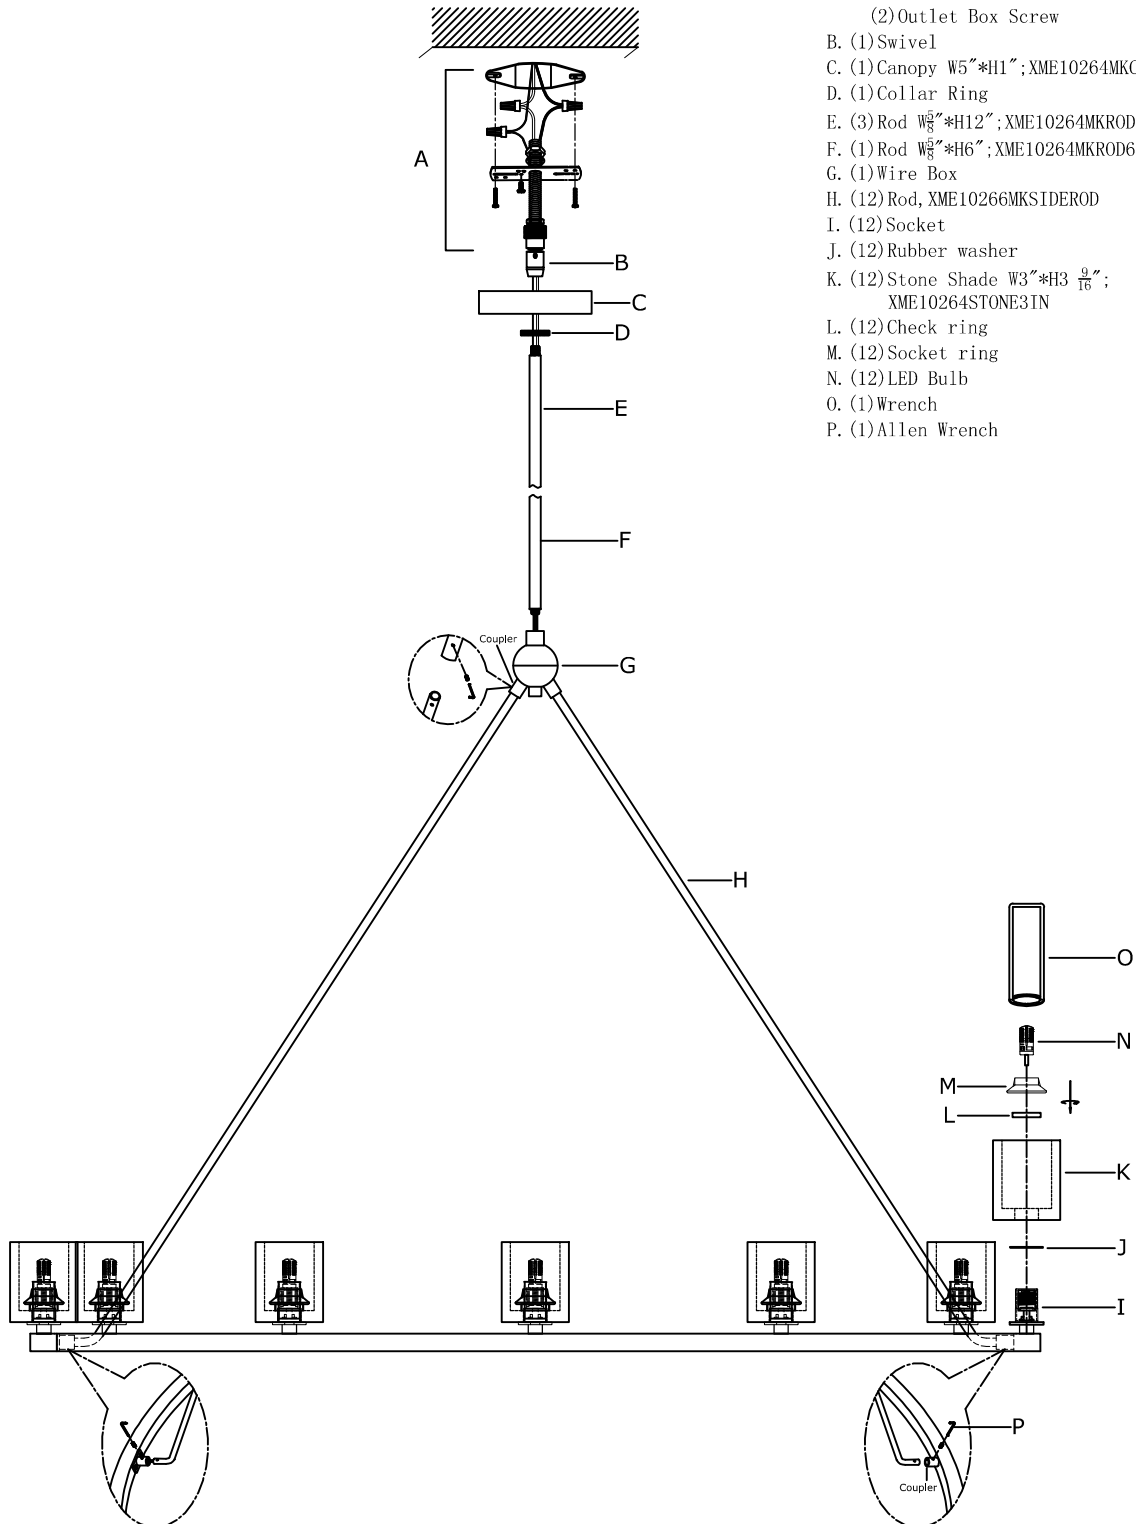 (2)Outlet Box Screw
B. (1)Swivel
C. (1)Canopy W5"*H1";XME10264MKC
D. (1)Collar Ring
E. (3)Rod W5/8"*H12";XME10264MKROD
F. (1)Rod W5/8"*H6";XME10264MKROD6
G. (1)Wire Box
H. (12)Rod,XME10266MKSIDEROD
I. (12)Socket
J. (12)Rubber washer
K. (12)Stone Shade W3"*H3 9/16";
XME10264STONE3IN
L. (12)Check ring
M. (12)Socket ring
N. (12)LED Bulb
O. (1)Wrench
P. (1)Allen Wrench
A
B
C
D
E
F
Coupler
G
H
O
N
M
L
K
J
I
P
Coupler